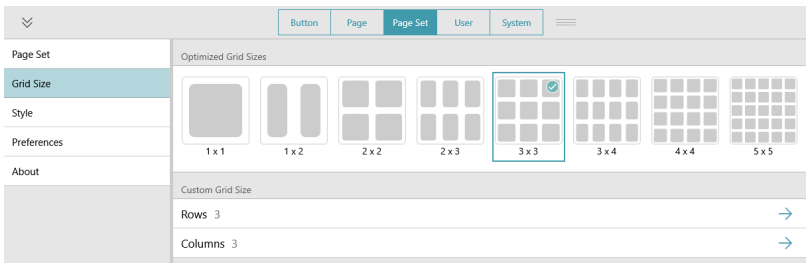 Button Page Page Set User System
Page Set
Grid Size
Style
Preferences
About
Optimized Grid Sizes
1 x 1 1 x 2 2 x 2 2 x 3 3 x 3 3 x 4 4 x 4 5 x 5
Custom Grid Size
Rows 3
Columns 3